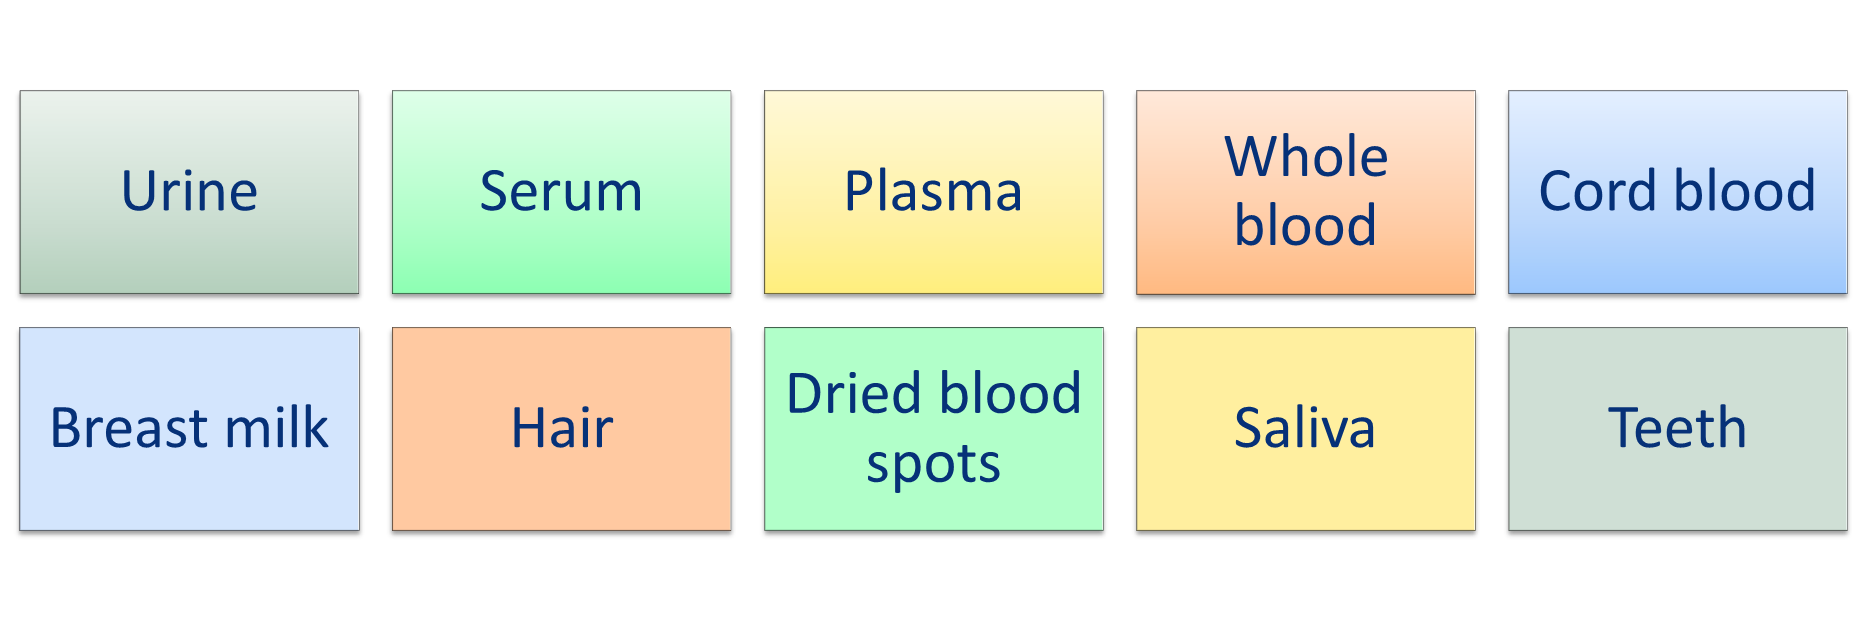 Urine
Serum
Plasma
Whole
blood
Cord blood
Breast milk
Hair
Dried blood
spots
Saliva
Teeth